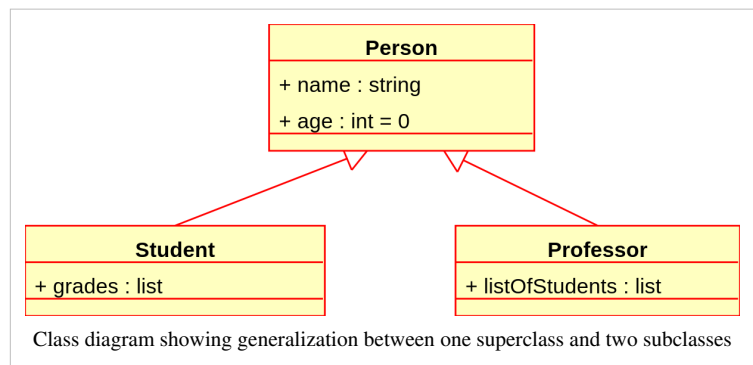 Person
+ name : string
+ age : int = 0
Student
+ grades : list
Professor
+ listOfStudents : list
Class diagram showing generalization between one superclass and two subclasses